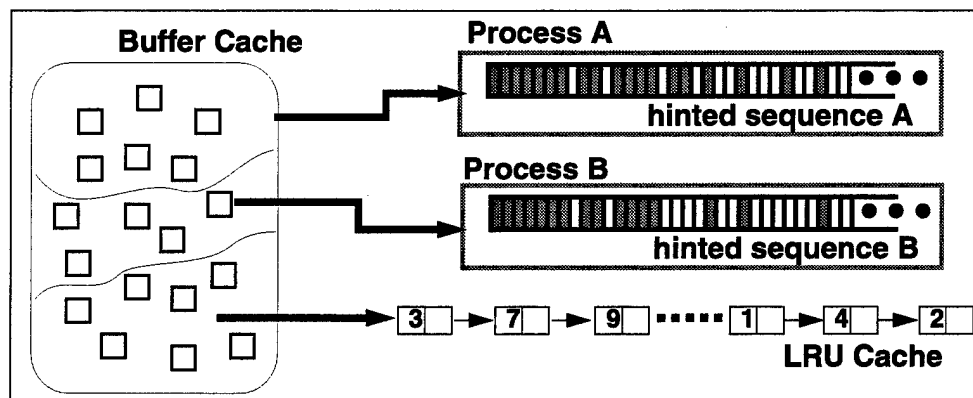 Buffer Cache
Process A
hinted sequence A
Process B
hinted sequence B
3 7 9 1 4 2
LRU Cache